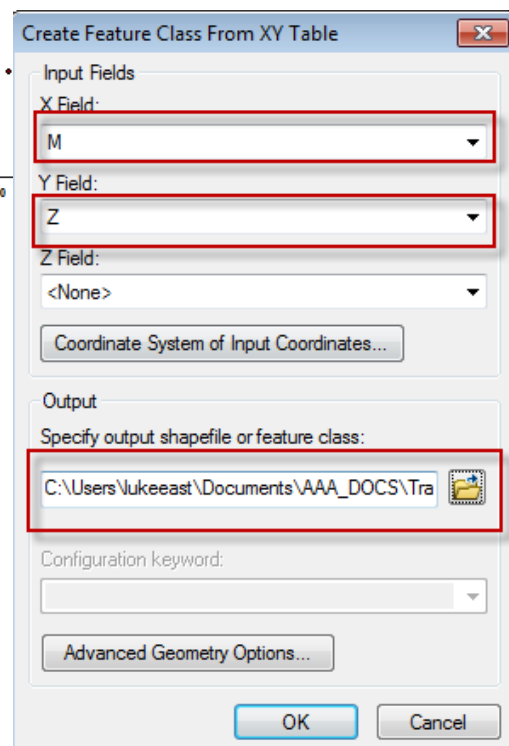 Create Feature Class From XY Table
Input Fields
X Field:
M
Y Field:
Z
Z Field:
<None>
Coordinate System of Input Coordinates...
Output
Specify output shapefile or feature class:
C:\Users\lukeeast\Documents\AAA_DOCS\Tra
Configuration keyword:
Advanced Geometry Options...
OK
Cancel